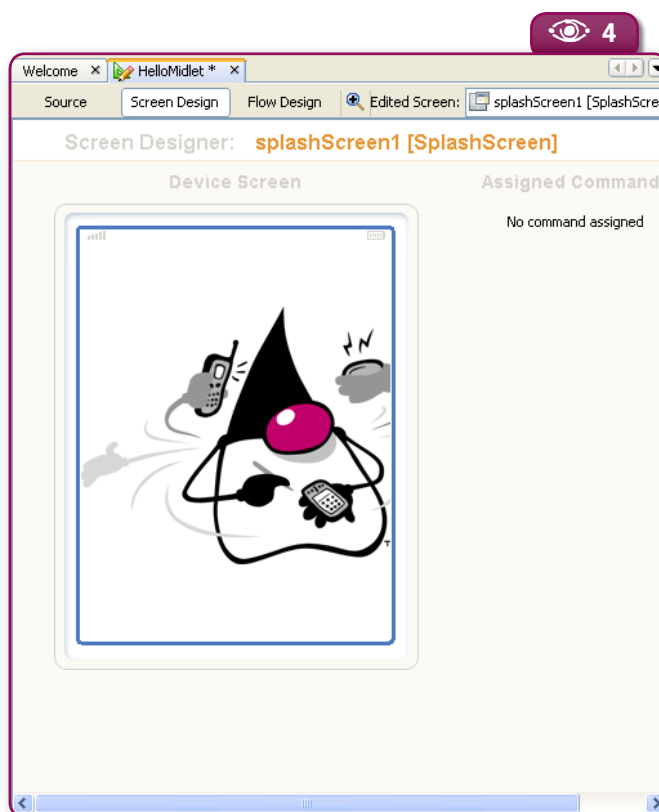 4
Welcome × HelloMidlet * ×
Source Screen Design Flow Design Edited Screen: splashScreen1 [SplashScre
Screen Designer: splashScreen1 [SplashScreen]
Device Screen Assigned Command
No command assigned